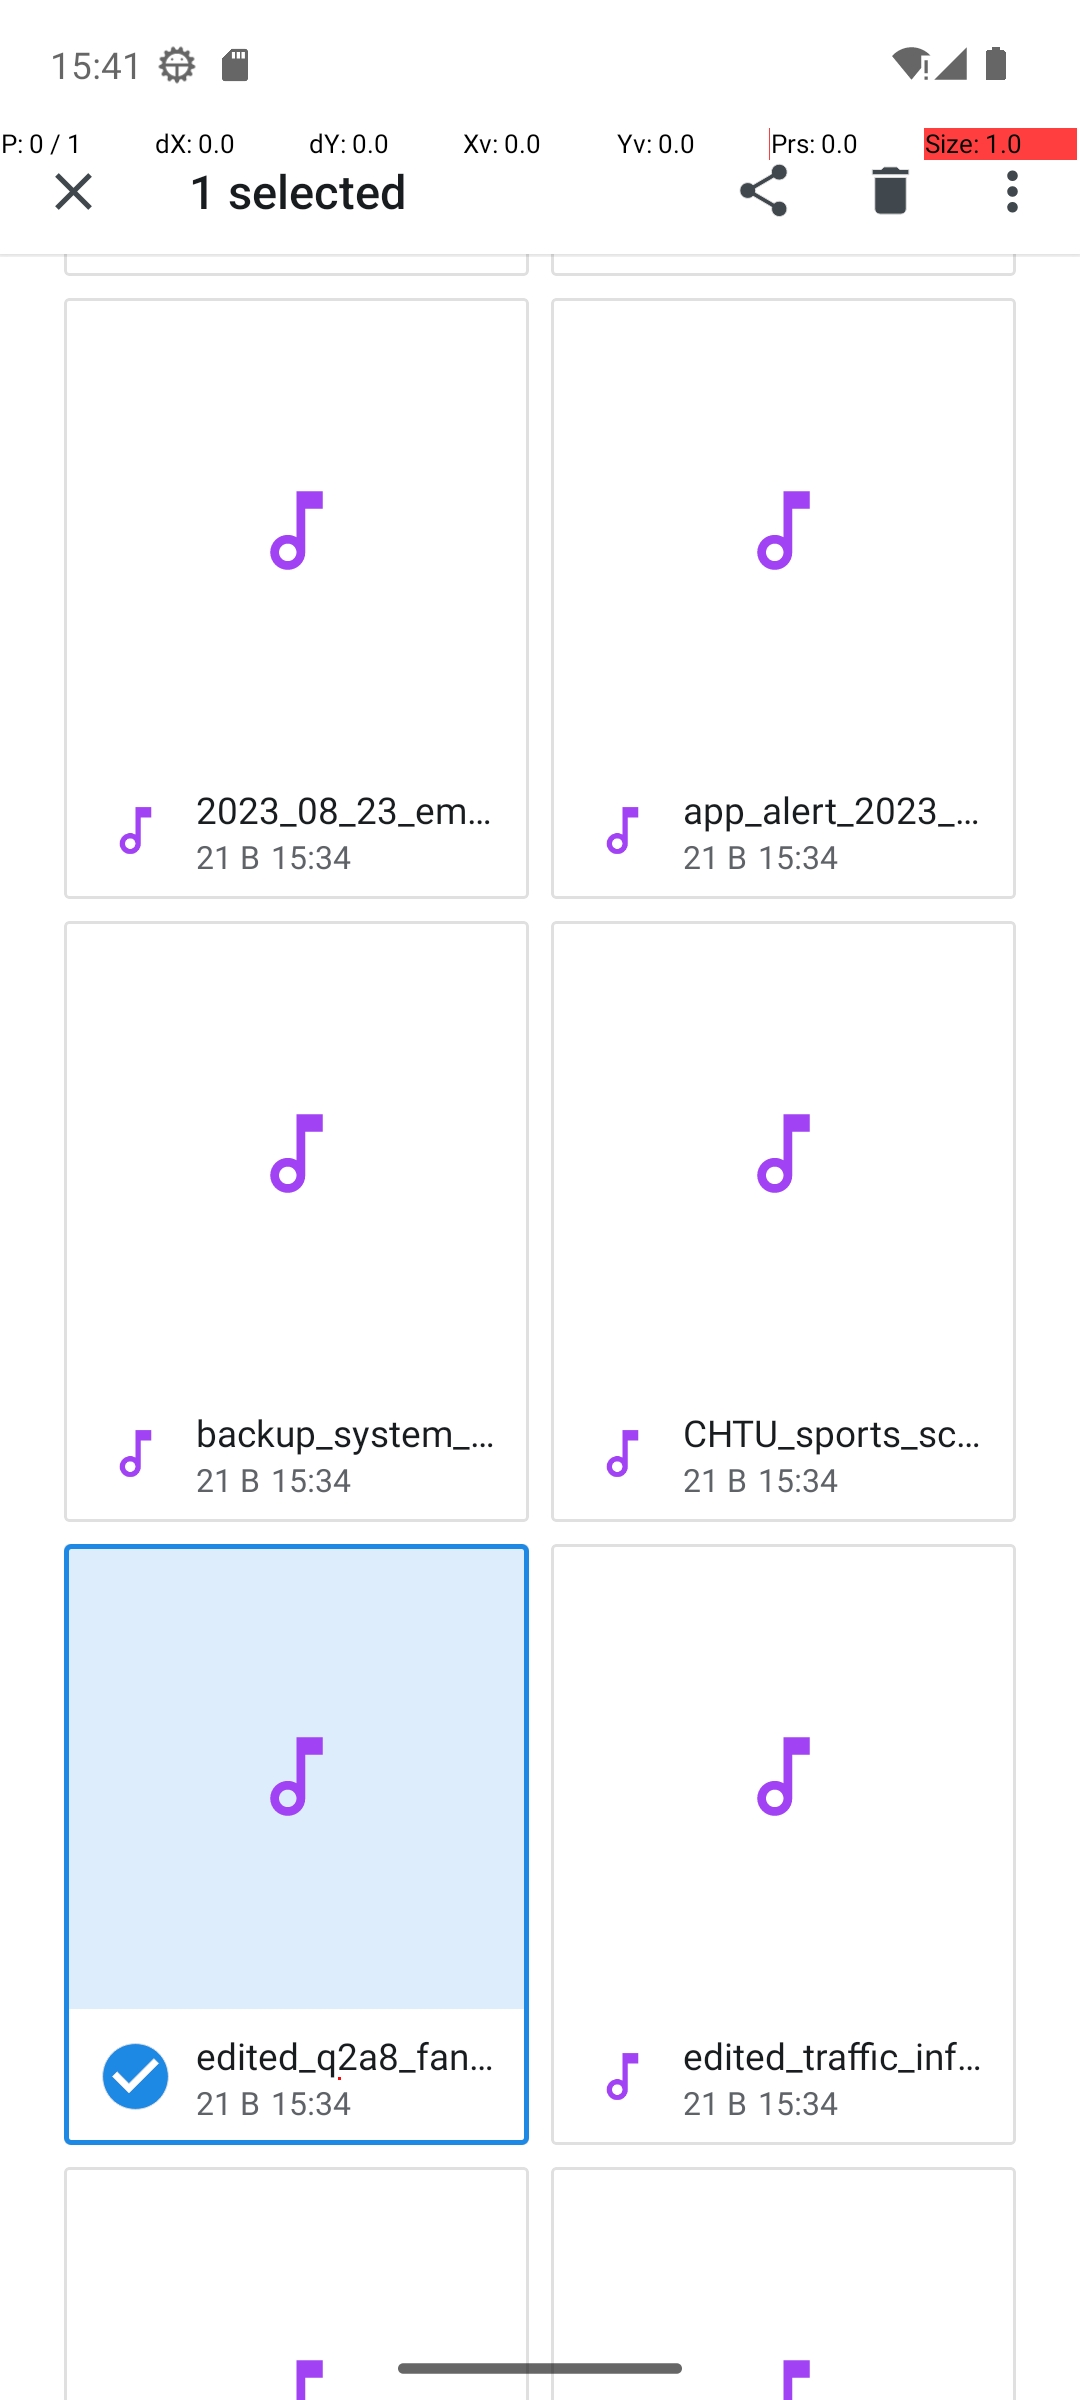 15:41
P: 0 / 1 dX: 0.0 dY: 0.0 Xv: 0.0 Yv: 0.0 Prs: 0.0 Size: 1.0
1 selected
2023_08_23_em...
21 B 15:34
app_alert_2023_...
21 B 15:34
backup_system_...
21 B 15:34
CHTU_sports_sc...
21 B 15:34
edited_q2a8_fan...
21 B 15:34
edited_traffic_inf...
21 B 15:34